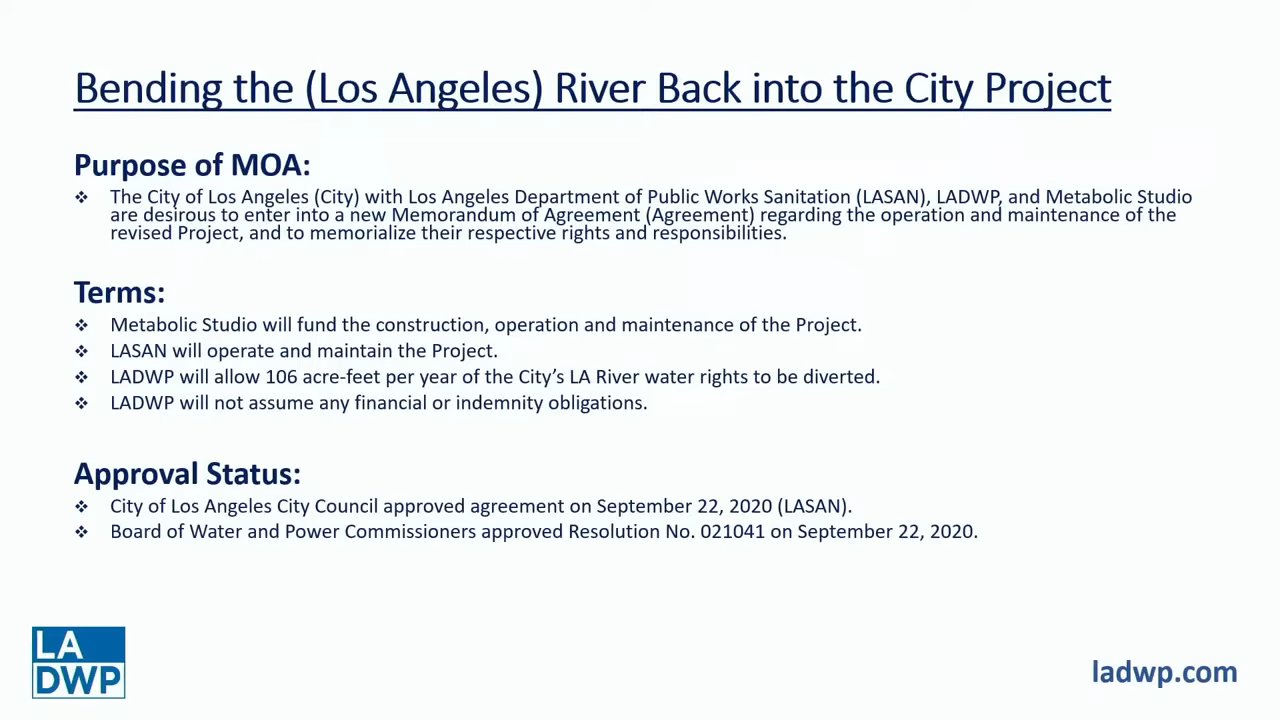 Bending the (Los Angeles) River Back into the City Project
Purpose of MOA:
❖ The City of Los Angeles (City) with Los Angeles Department of Public Works Sanitation (LASAN), LADWP, and Metabolic Studio
are desirous to enter into a new Memorandum of Agreement (Agreement) regarding the operation and maintenance of the
revised Project, and to memorialize their respective rights and responsibilities.
Terms:
❖ Metabolic Studio will fund the construction, operation and maintenance of the Project.
❖ LASAN will operate and maintain the Project.
❖ LADWP will allow 106 acre-feet per year of the City’s LA River water rights to be diverted.
❖ LADWP will not assume any financial or indemnity obligations.
Approval Status:
❖ City of Los Angeles City Council approved agreement on September 22, 2020 (LASAN).
❖ Board of Water and Power Commissioners approved Resolution No. 021041 on September 22, 2020.
LA
DWP
ladwp.com